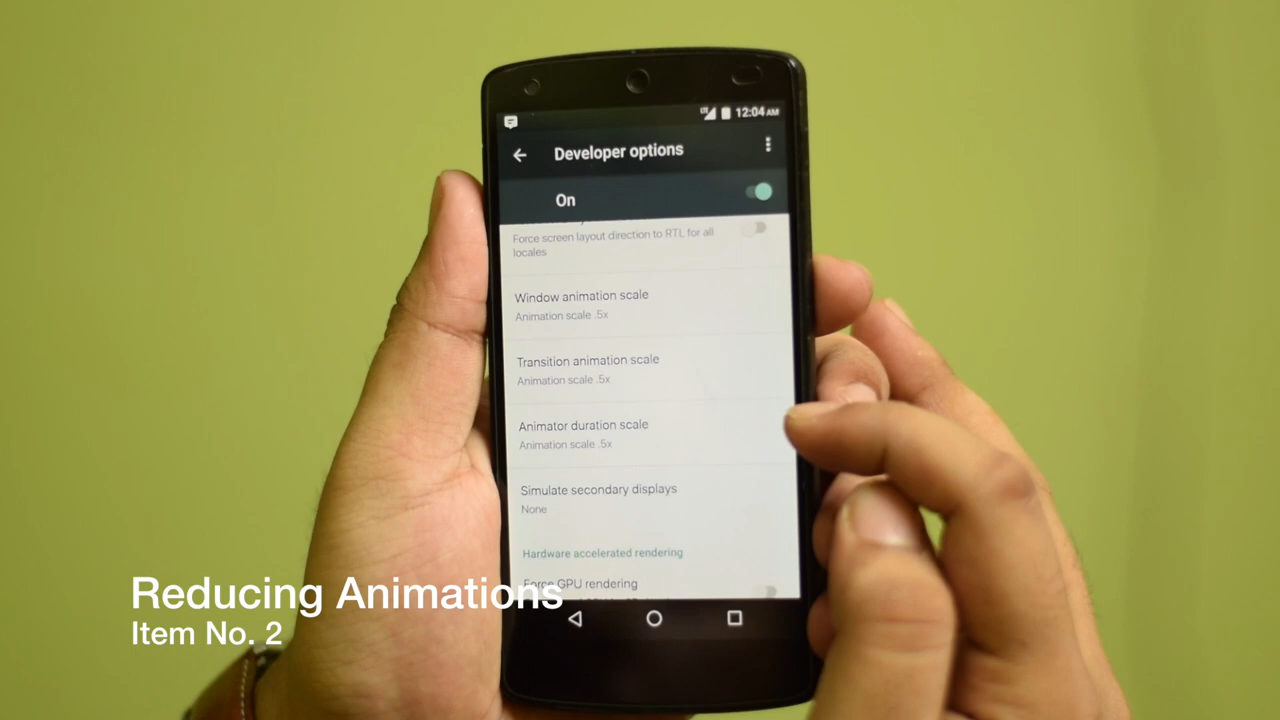 LTE
12:04 AM
Developer options
On
Force screen layout direction to RTL for all
locales
Window animation scale
Animation scale .5x
Transition animation scale
Animation scale .5x
Animator duration scale
Animation scale .5x
Simulate secondary displays
None
Hardware accelerated rendering
Force GPU rendering
Reducing Animations
Item No. 2